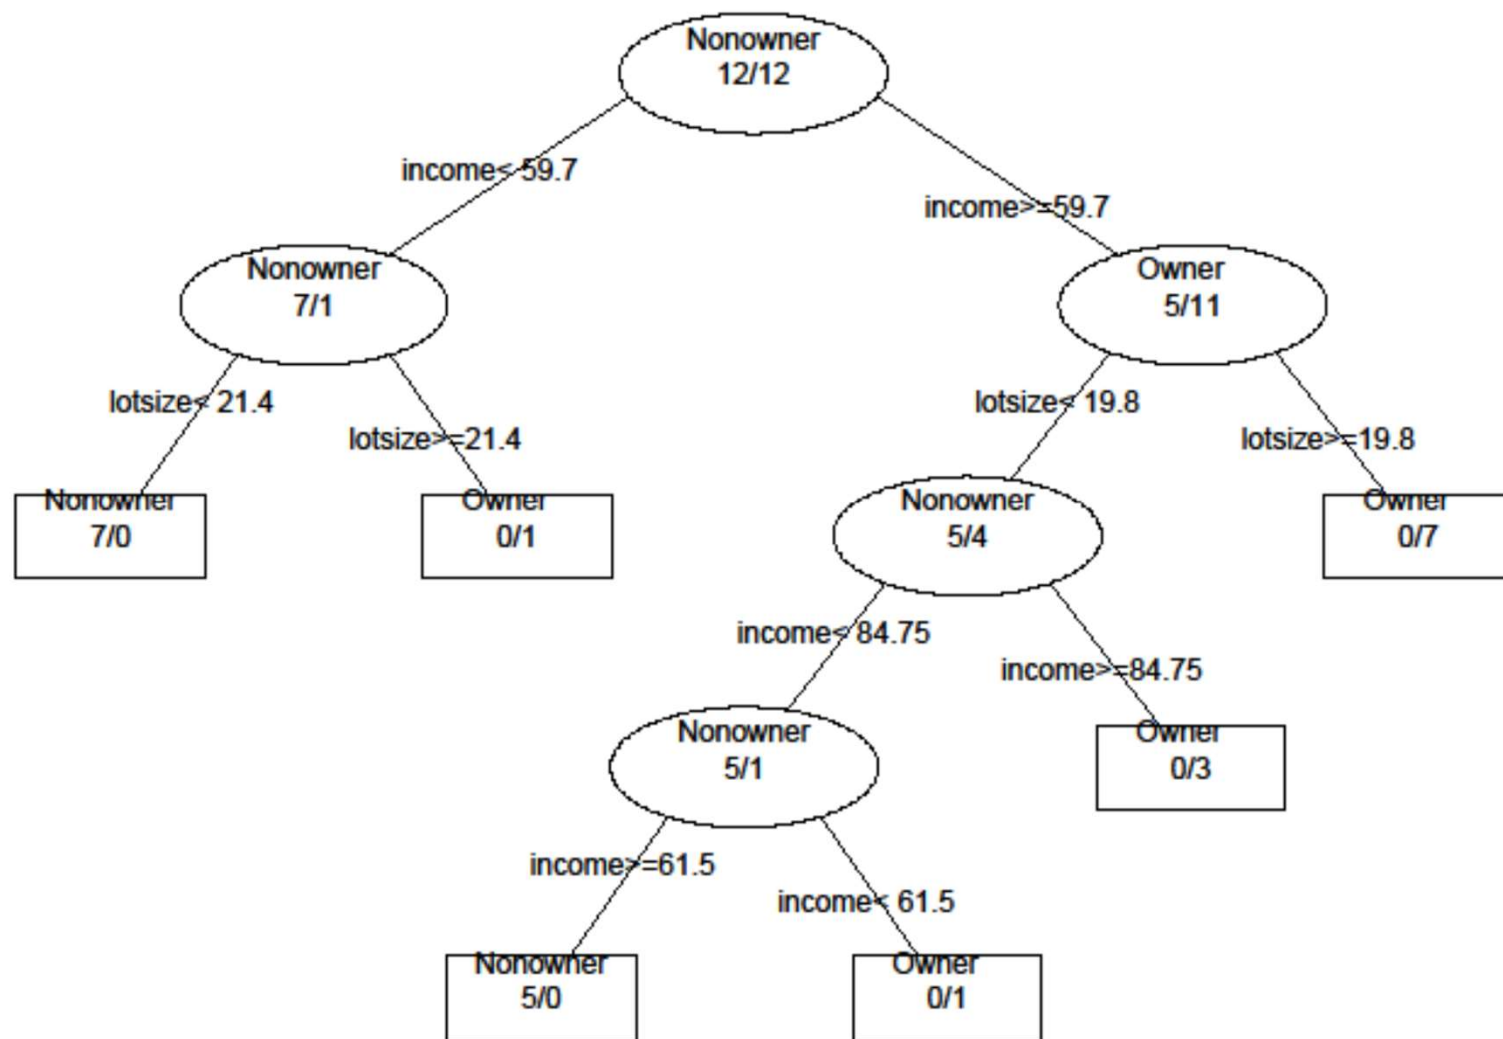 Nonowner
12/12
income< 59.7
income>=59.7
Nonowner
7/1
Owner
5/11
lotsize< 21.4
lotsize>=21.4
lotsize< 19.8
lotsize>=19.8
Nonowner
7/0
Owner
0/1
Nonowner
5/4
Owner
0/7
income< 84.75
income>=84.75
Nonowner
5/1
Owner
0/3
income>=61.5
income< 61.5
Nonowner
5/0
Owner
0/1